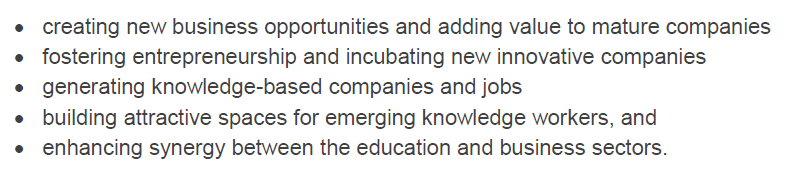 • creating new business opportunities and adding value to mature companies
• fostering entrepreneurship and incubating new innovative companies
• generating knowledge-based companies and jobs
• building attractive spaces for emerging knowledge workers, and
• enhancing synergy between the education and business sectors.